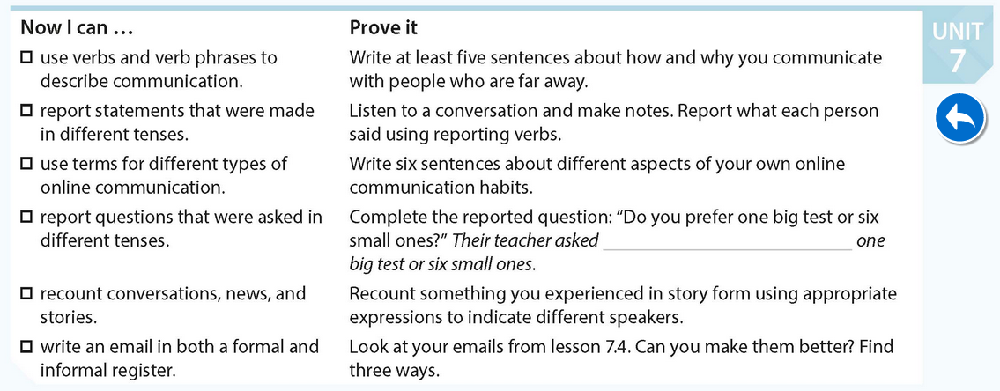 Now I can … Prove it
UNIT
7
use verbs and verb phrases to
describe communication.
Write at least five sentences about how and why you communicate
with people who are far away.
report statements that were made
in different tenses.
Listen to a conversation and make notes. Report what each person
said using reporting verbs.
use terms for different types of
online communication.
Write six sentences about different aspects of your own online
communication habits.
report questions that were asked in
different tenses.
Complete the reported question: “Do you prefer one big test or six
small ones?” Their teacher asked ______________________________ one
big test or six small ones.
recount conversations, news, and
stories.
Recount something you experienced in story form using appropriate
expressions to indicate different speakers.
write an email in both a formal and
informal register.
Look at your emails from lesson 7.4. Can you make them better? Find
three ways.